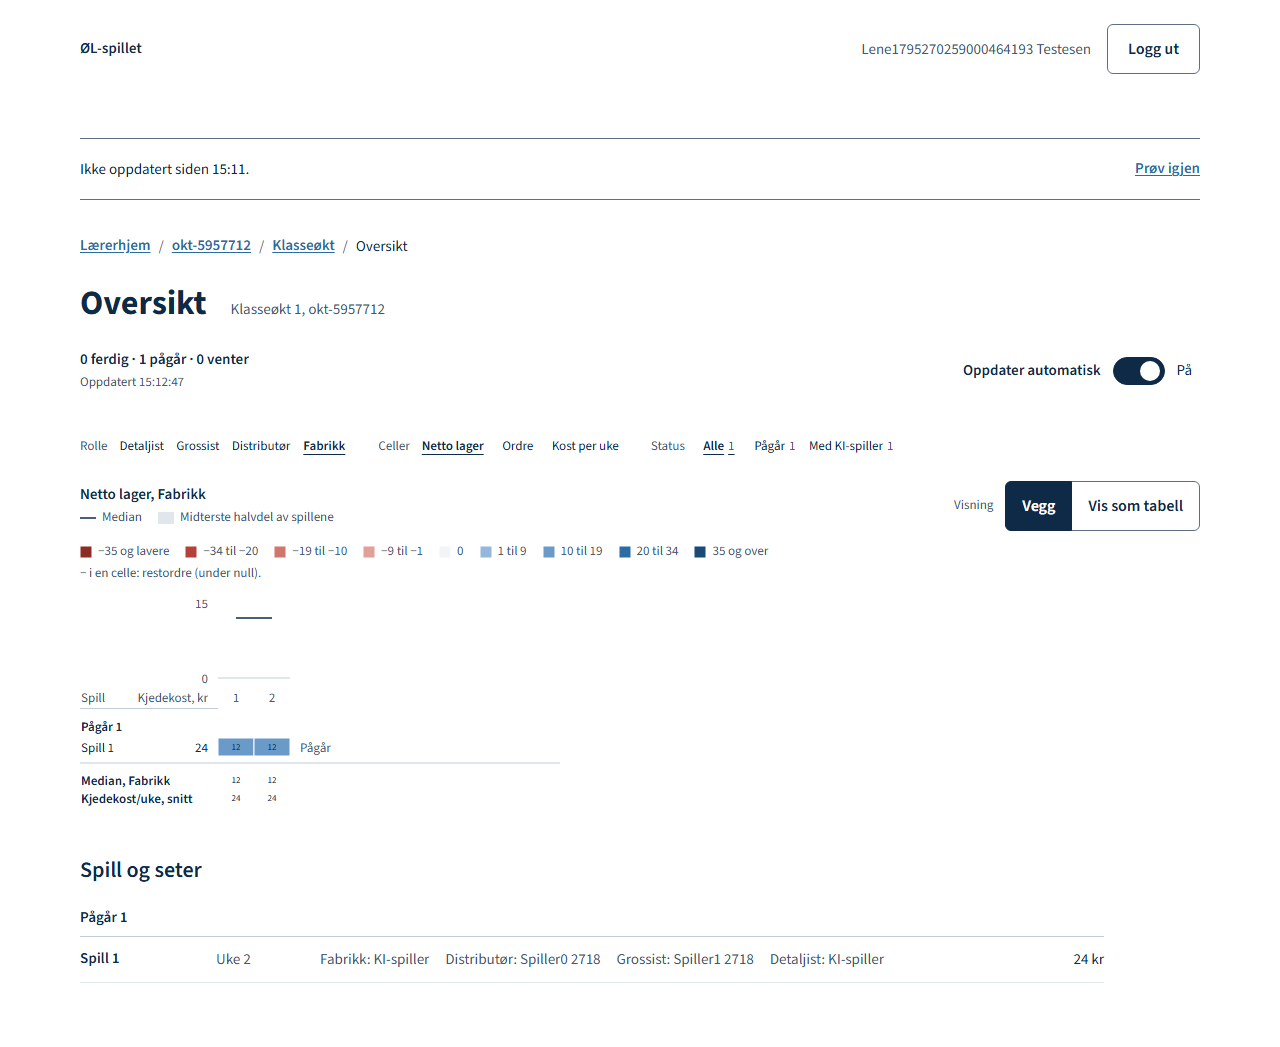 ØL-spillet
Lene1795270259000464193 Testesen
Logg ut
Ikke oppdatert siden 15:11.
Prøv igjen
Lærerhjem / okt-5957712 / Klasseøkt / Oversikt
Oversikt
Klasseøkt 1, okt-5957712
0 ferdig · 1 pågår · 0 venter
Oppdatert 15:12:47
Oppdater automatisk
På
Rolle Detaljist Grossist Distributør Fabrikk
Celler Netto lager Ordre Kost per uke
Status Alle 1 Pågår 1 Med KI-spiller 1
Netto lager, Fabrikk
Median
Midterste halvdel av spillene
Visning
Vegg
Vis som tabell
−35 og lavere −34 til −20 −19 til −10 −9 til −1 0 1 til 9 10 til 19 20 til 34 35 og over
− i en celle: restordre (under null).
15
0
Spill Kjedekost, kr 1 2
Pågår 1
Spill 1 24 12 12 Pågår
Median, Fabrikk 12 12
Kjedekost/uke, snitt 24 24
Spill og seter
Pågår 1
Spill 1 Uke 2 Fabrikk: KI-spiller Distributør: Spiller0 2718 Grossist: Spiller1 2718 Detaljist: KI-spiller 24 kr